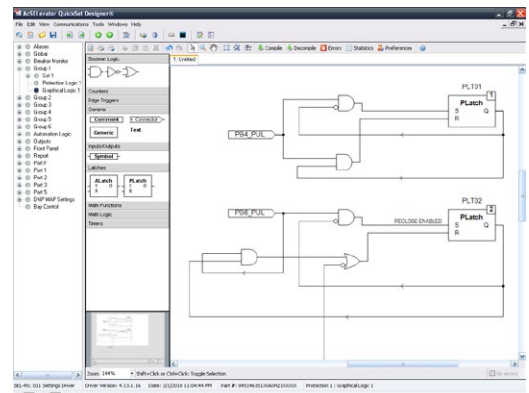 AcSELerator QuickSet Designer®
File Edit View Communications Tools Windows Help
Aliases
Global
Breaker Monitor
Group 1
Set 1
Protection Logic 1
Graphical Logic 1
Group 2
Group 3
Group 4
Group 5
Group 6
Automation Logic
Outputs
Front Panel
Report
Port F
Port 1
Port 2
Port 3
Port 5
DNP MAP Settings
Bay Control
Boolean Logic
Counters
Edge Triggers
General
Comment
Connector
Generic
Text
Inputs/Outputs
Symbol
Latches
ALatch
PLatch
Math Functions
Math Logic
Timers
Compile Decompile Errors Statistics Preferences
1: Untitled
PLT01
1
PLatch
S Q
R
PB4_PUL
PLT02
2
PLatch
S Q
R
PB6_PUL
RECLOSE ENABLED
Zoom: 144%
Shift+Click or Ctrl+Click: Toggle Selection
No errors
SEL-451 011 Settings Driver
Driver Version: 4.13.1.16
Protection 1 : Graphical Logic 1